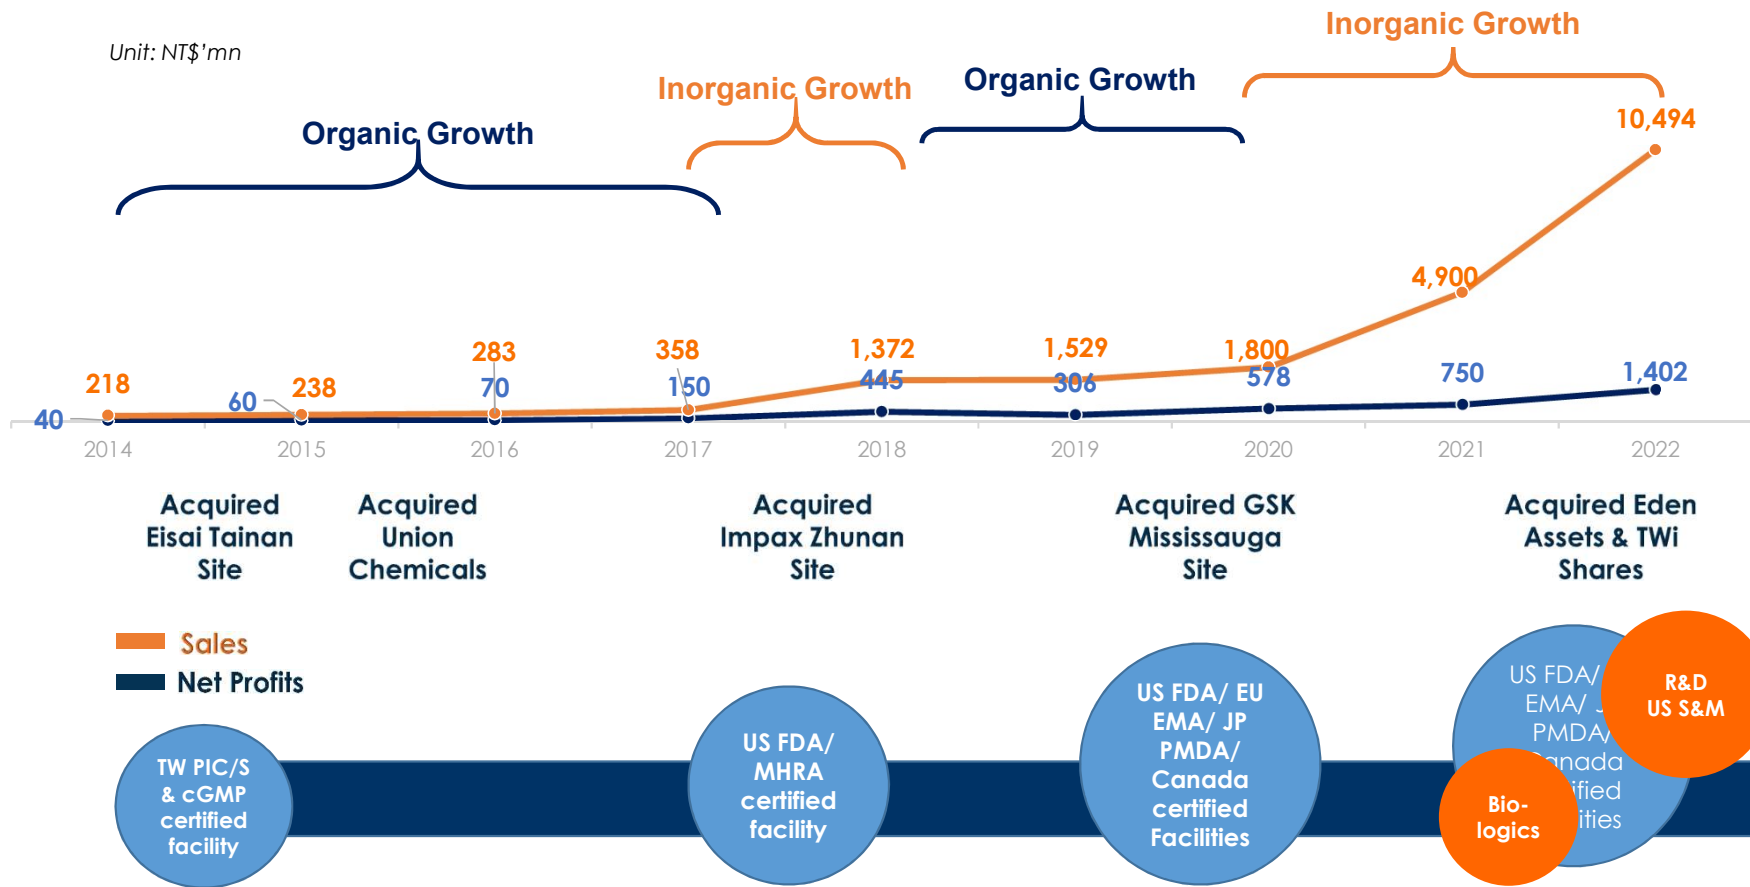 Unit: NT$'mn
Organic Growth
Inorganic Growth
Organic Growth
Inorganic Growth
218
238
283
358
1,372
1,529
1,800
4,900
10,494
40
60
70
150
445
306
578
750
1,402
2014
2015
2016
2017
2018
2019
2020
2021
2022
Acquired
Eisai Tainan
Site
Acquired
Union
Chemicals
Acquired
Impax Zhunan
Site
Acquired GSK
Mississauga
Site
Acquired Eden
Assets & TWi
Shares
Sales
Net Profits
TW PIC/S
& cGMP
certified
facility
US FDA/
MHRA
certified
facility
US FDA/ EU
EMA/ JP
PMDA/
Canada
certified
Facilities
US FDA/
EMA/
PMDA/
R&D
US S&M
Bio-
logics